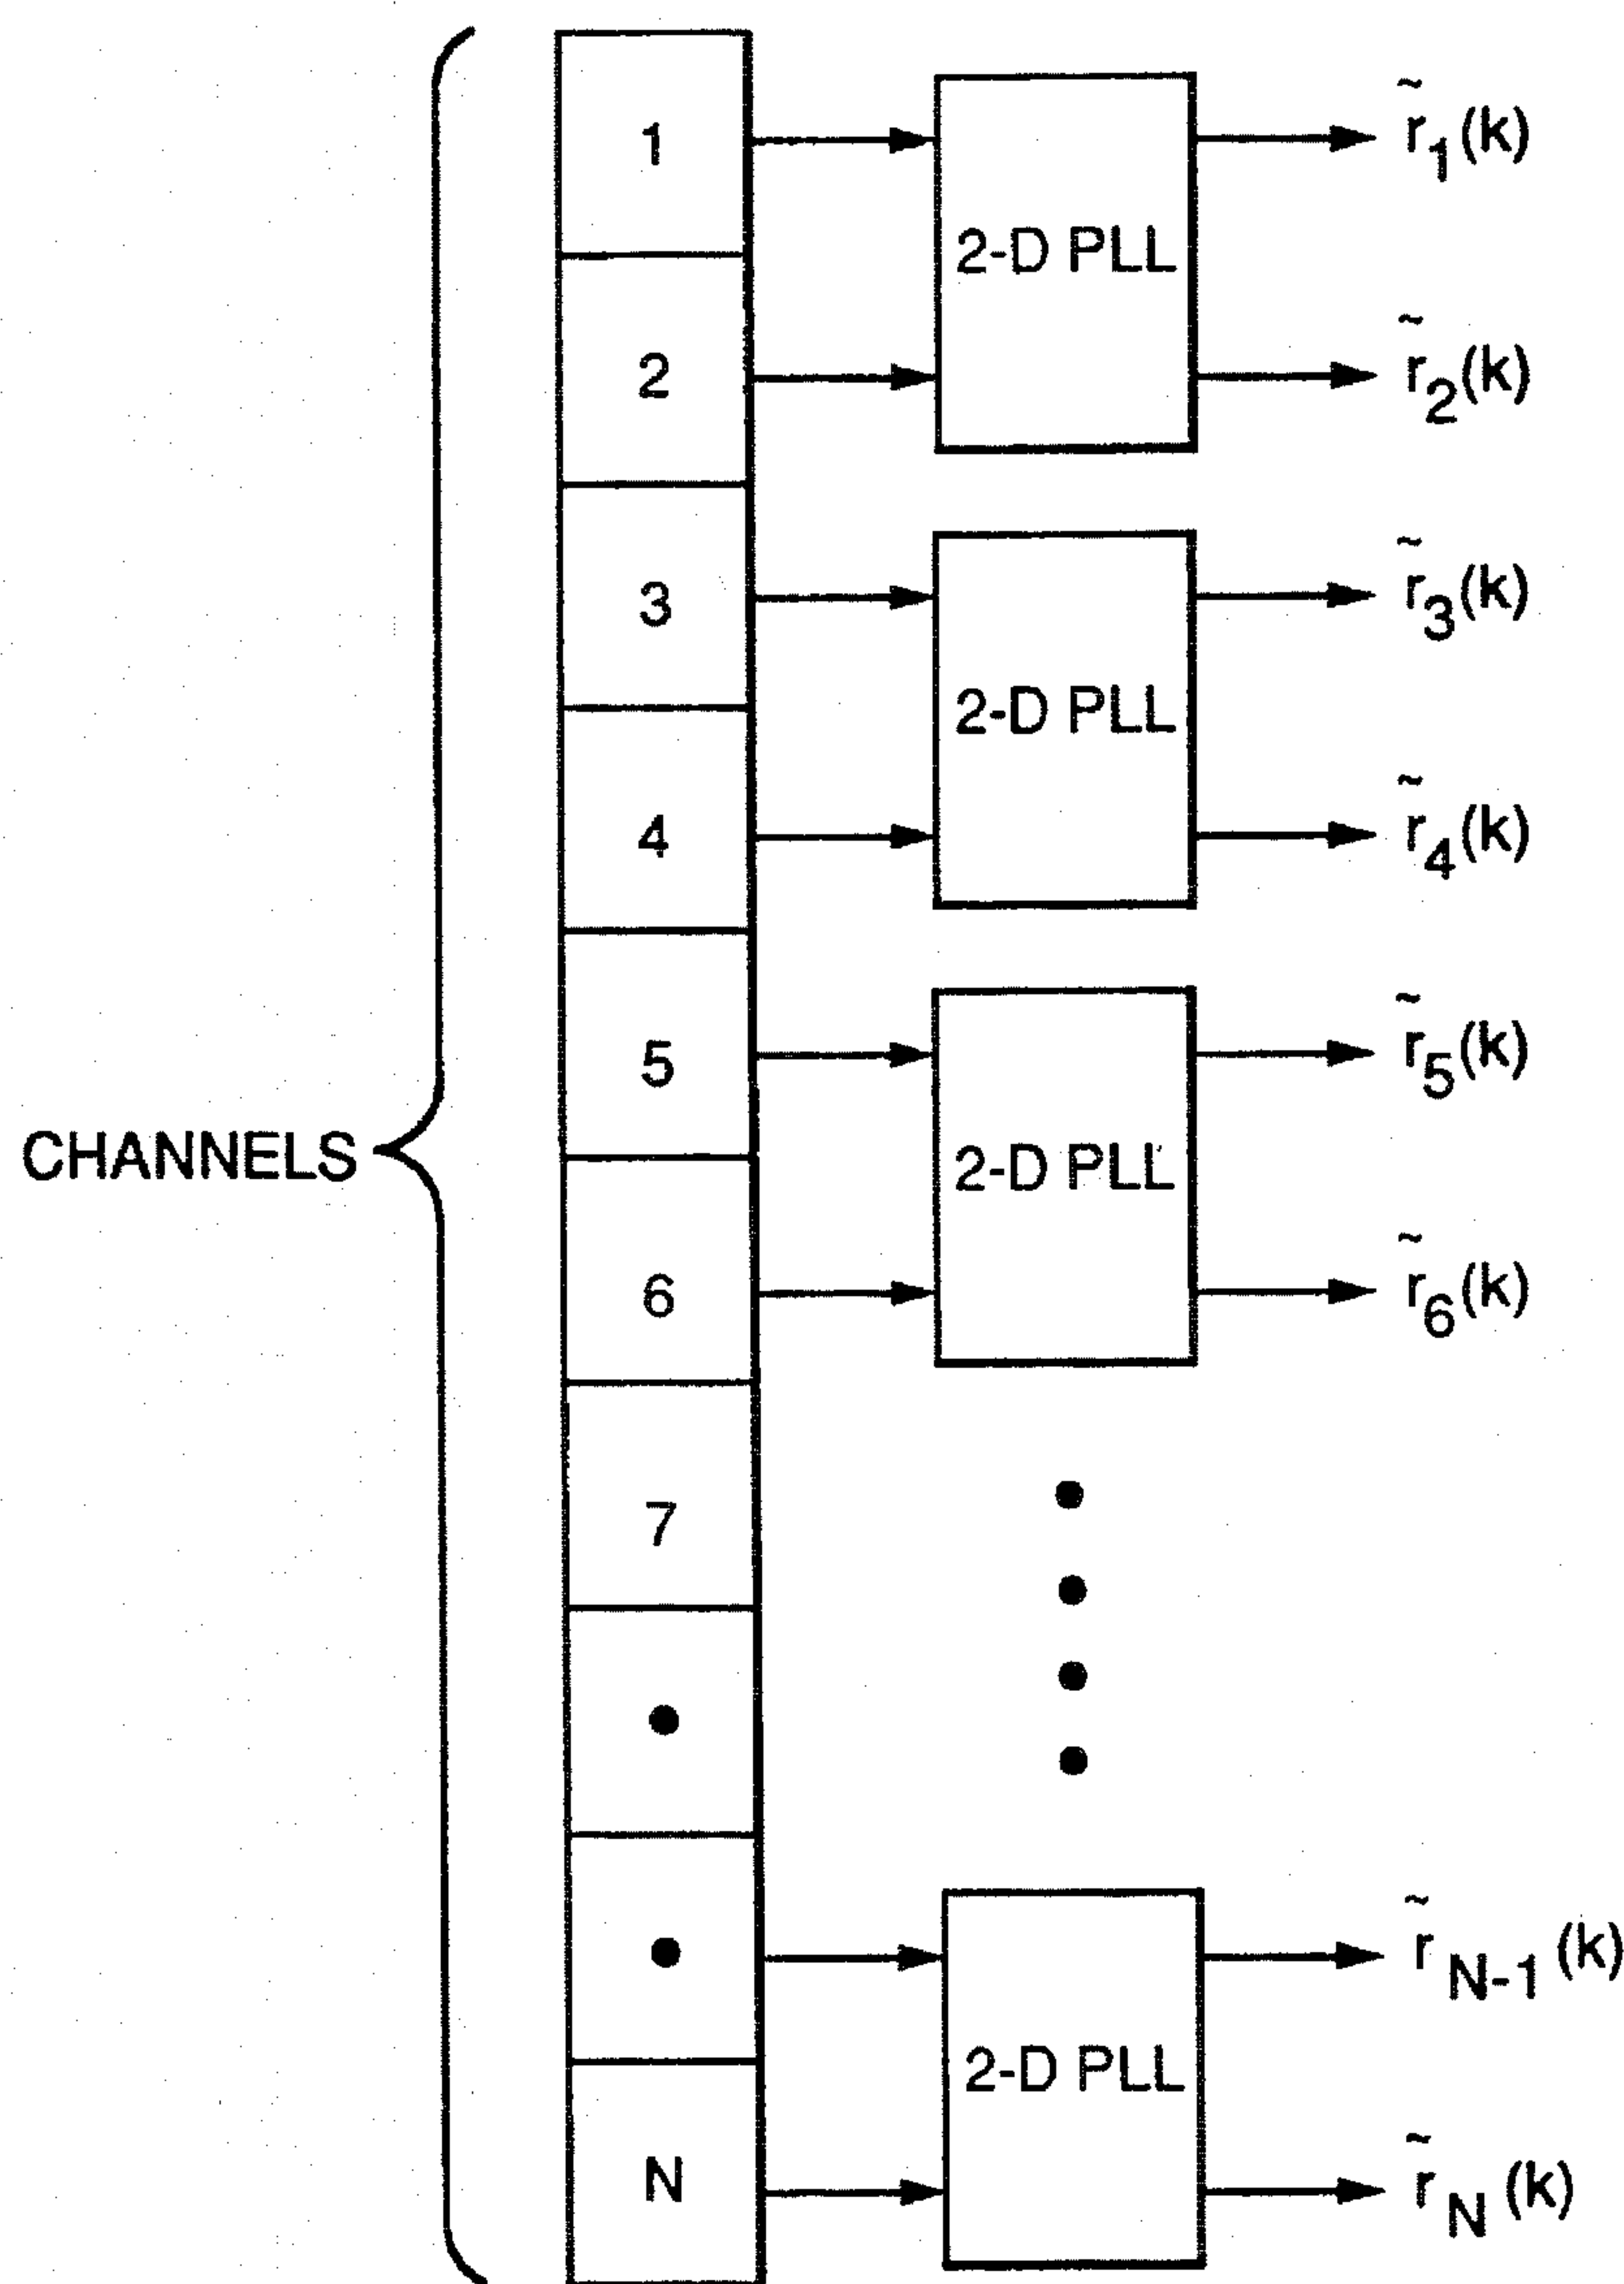 1
2-D PLL
r̃1(k)
2
r̃2(k)
3
2-D PLL
r̃3(k)
4
r̃4(k)
5
2-D PLL
r̃5(k)
CHANNELS
6
r̃6(k)
7
r̃N-1(k)
2-D PLL
N
r̃N(k)